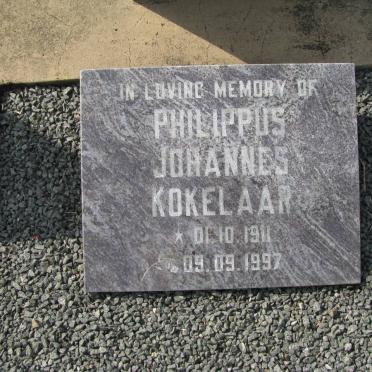 IN LOVING MEMORY OF
PHILIPPUS
JOHANNES
KOKELAAR
* 01.10.1911
09.09.1997